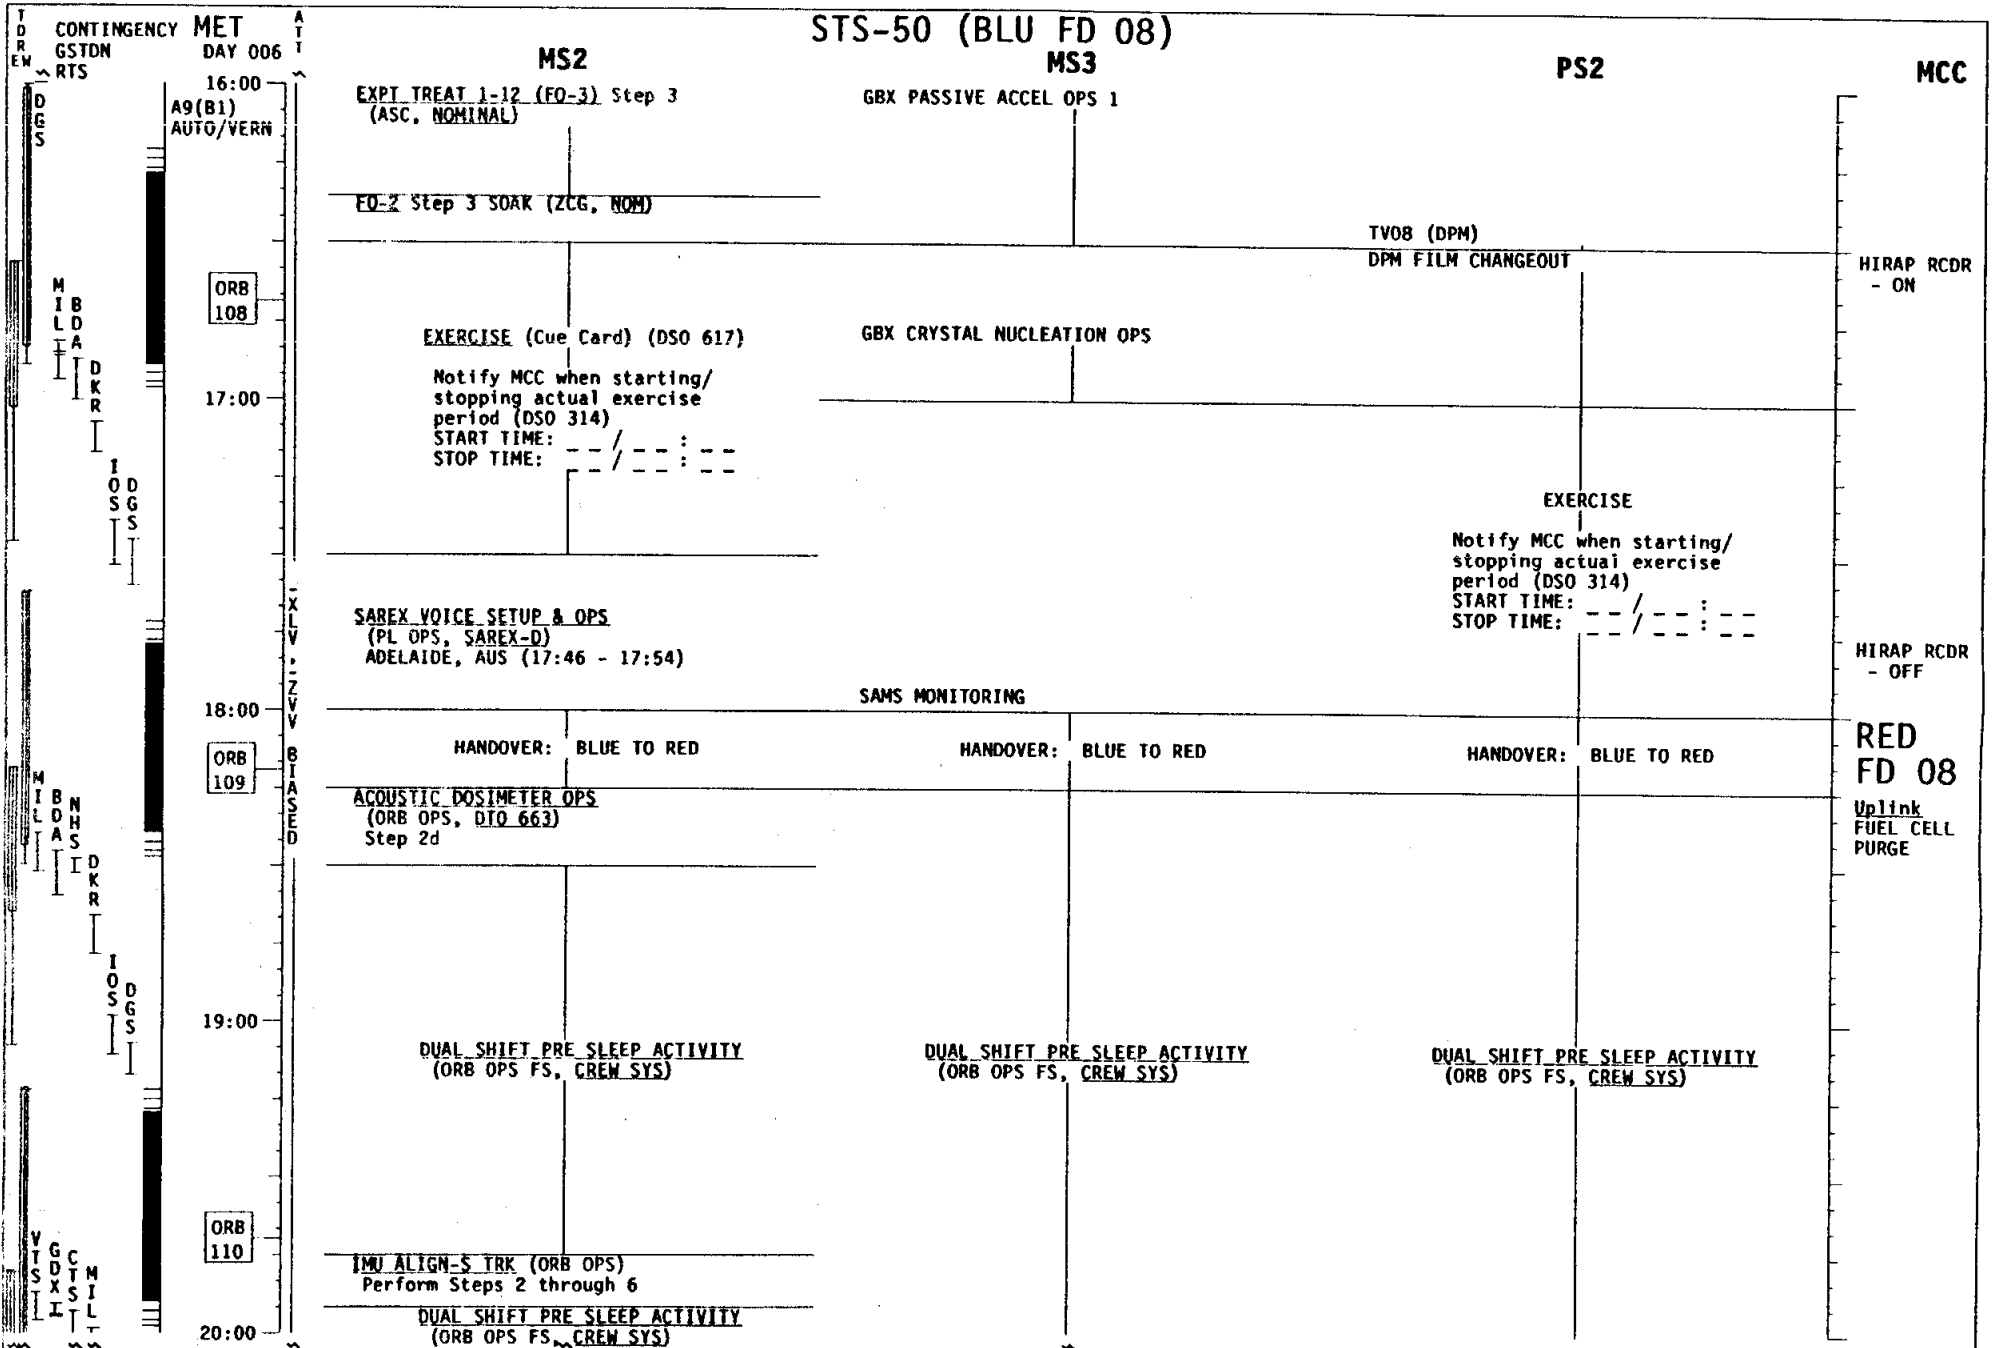 STS-50 (BLU FD 08)
TDRE W
CONTINGENCY GSTDN RTS
MET
DAY 006
ATT
MS2
MS3
PS2
MCC
16:00
DGS
A9(B1)
AUTO/VERN
EXPT TREAT 1-12 (FO-3) Step 3
(ASC, NOMINAL)
GBX PASSIVE ACCEL OPS 1
FO-2 Step 3 SOAK (ZCG, NOM)
TV08 (DPM)
DPM FILM CHANGEOUT
HIRAP RCDR
- ON
ORB
108
MIL
BDA
DKR
EXERCISE (Cue Card) (DSO 617)
GBX CRYSTAL NUCLEATION OPS
Notify MCC when starting/
stopping actual exercise
period (DSO 314)
START TIME: _ _ / _ _ : _ _
STOP TIME: _ _ / _ _ : _ _
17:00
IOS
DGS
EXERCISE
Notify MCC when starting/
stopping actual exercise
period (DSO 314)
START TIME: _ _ / _ _ : _ _
STOP TIME: _ _ / _ _ : _ _
-XLV,-ZVV BIASED
SAREX VOICE SETUP & OPS
(PL OPS, SAREX-D)
ADELAIDE, AUS (17:46 - 17:54)
HIRAP RCDR
- OFF
SAMS MONITORING
18:00
RED
FD 08
ORB
109
HANDOVER: BLUE TO RED
HANDOVER: BLUE TO RED
HANDOVER: BLUE TO RED
MIL
BDA
NHS
DKR
ACOUSTIC DOSIMETER OPS
(ORB OPS, DTO 663)
Step 2d
Uplink
FUEL CELL
PURGE
IOS
DGS
19:00
DUAL SHIFT PRE SLEEP ACTIVITY
(ORB OPS FS, CREW SYS)
DUAL SHIFT PRE SLEEP ACTIVITY
(ORB OPS FS, CREW SYS)
DUAL SHIFT PRE SLEEP ACTIVITY
(ORB OPS FS, CREW SYS)
ORB
110
VTS
GDX
CTS
MIL
IMU ALIGN-S TRK (ORB OPS)
Perform Steps 2 through 6
DUAL SHIFT PRE SLEEP ACTIVITY
(ORB OPS FS, CREW SYS)
20:00